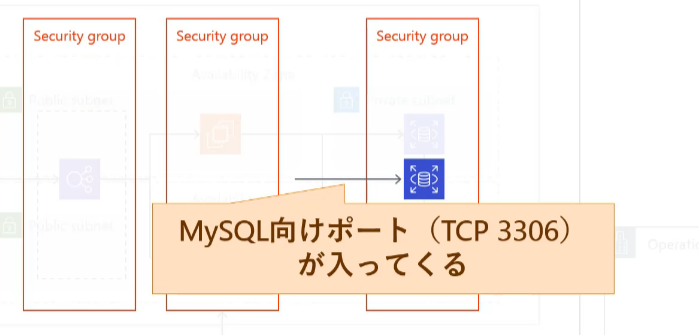 Security group
Security group
Security group
Availability Zone
Public subnet
Private subnet
MySQL向けポート（TCP 3306）
が入ってくる
Public subnet
Operatio